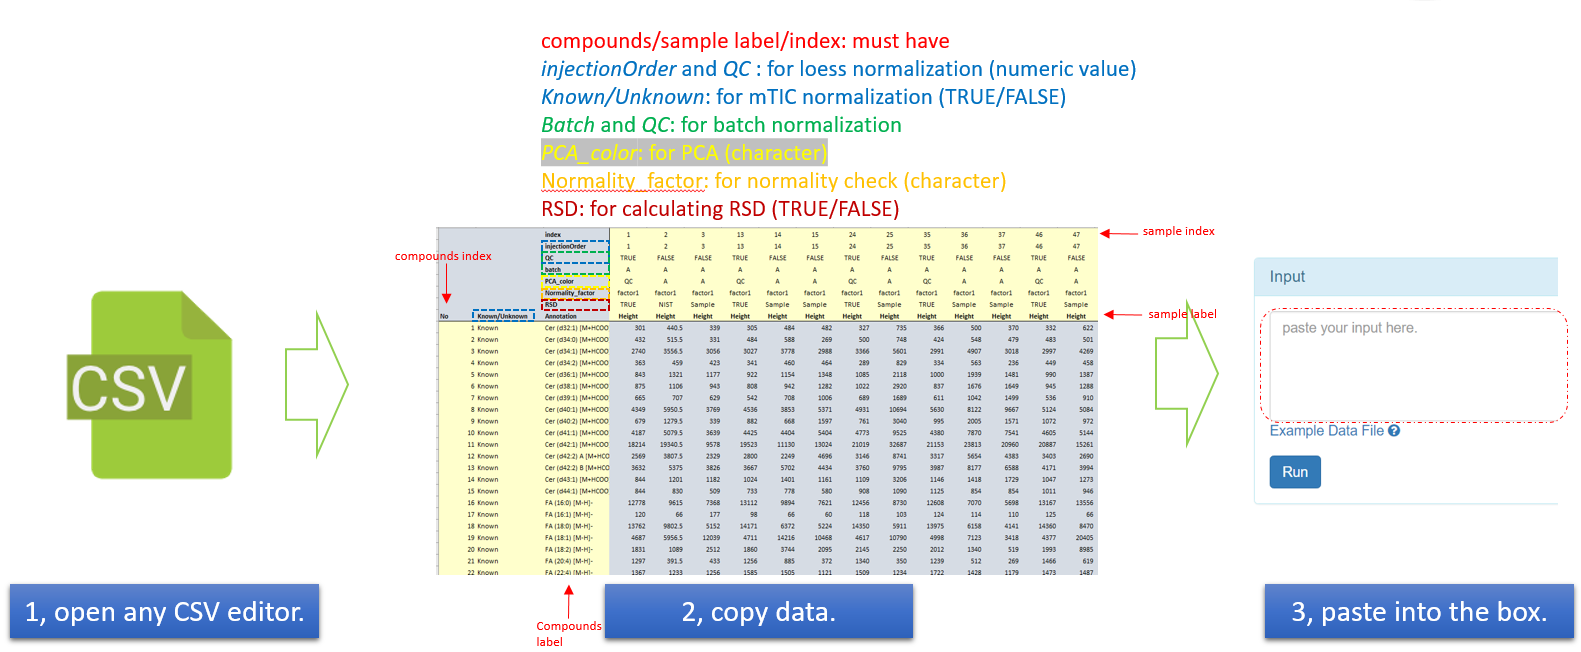 compounds/sample label/index: must have
injectionOrder and QC : for loess normalization (numeric value)
Known/Unknown: for mTIC normalization (TRUE/FALSE)
Batch and QC: for batch normalization
PCA_color: for PCA (character)
Normality_factor: for normality check (character)
RSD: for calculating RSD (TRUE/FALSE)
index 1 2 3 13 14 15 24 25 35 36 37 46 47
sample index
injectionOrder 1 2 3 13 14 15 24 25 35 36 37 46 47
compounds index
QC TRUE FALSE FALSE TRUE FALSE FALSE TRUE FALSE TRUE FALSE FALSE TRUE FALSE
batch A A A A A A A A A A A A A
PCA_color QC A A QC A A QC A QC A A QC A
Normality_factor factor1 factor1 factor1 factor1 factor1 factor1 factor1 factor1 factor1 factor1 factor1 factor1 factor1
RSD TRUE NIST Sample TRUE Sample Sample TRUE Sample TRUE Sample Sample TRUE Sample
No Known/Unknown Annotation Height Height Height Height Height Height Height Height Height Height Height Height Height
sample label
1 Known Cer (d32:1) [M+HCOO 301 440.5 339 305 484 482 327 735 366 500 370 332 622
2 Known Cer (d34:0) [M+HCOO 432 515.5 331 484 588 269 500 748 424 548 479 483 501
3 Known Cer (d34:1) [M+HCOO 2740 3556.5 3056 3027 3778 2988 3366 5601 2991 4907 3018 2997 4269
4 Known Cer (d34:2) [M+HCOO 363 459 423 341 460 464 289 829 334 563 236 449 458
5 Known Cer (d36:1) [M+HCOO 843 1321 1177 922 1154 1348 1085 2118 1000 1939 1481 990 1387
6 Known Cer (d38:1) [M+HCOO 875 1106 943 808 942 1282 1022 2920 837 1676 1649 945 1288
7 Known Cer (d39:1) [M+HCOO 665 707 629 542 708 1006 689 1689 611 1042 1499 536 910
8 Known Cer (d40:1) [M+HCOO 4349 5950.5 3769 4536 3853 5371 4931 10694 5630 8122 9667 5124 5084
9 Known Cer (d40:2) [M+HCOO 679 1279.5 339 882 668 1597 761 3040 995 2005 1571 1072 972
10 Known Cer (d41:1) [M+HCOO 4187 5079.5 3639 4425 4404 5404 4773 9525 4380 7870 7541 4605 5144
11 Known Cer (d42:1) [M+HCOO 18214 19340.5 9578 19523 11130 13024 21019 32687 21153 23813 20960 20887 15261
12 Known Cer (d42:2) A [M+HCO 2569 3807.5 2329 2800 2249 4696 3146 8741 3317 5654 4383 3403 2690
13 Known Cer (d42:2) B [M+HCO 3632 5375 3826 3667 5702 4434 3760 9795 3987 8177 6588 4171 3994
14 Known Cer (d43:1) [M+HCOO 844 1201 1182 1024 1401 1161 1109 3206 1146 1418 1729 1047 1273
15 Known Cer (d44:1) [M+HCOO 844 830 509 733 778 580 908 1090 1125 854 854 1011 946
16 Known FA (16:0) [M-H]- 12778 9615 7368 13112 9894 7621 12456 8730 12608 7070 5698 13167 13556
17 Known FA (16:1) [M-H]- 120 66 177 98 66 60 118 103 124 114 110 125 66
18 Known FA (18:0) [M-H]- 13762 9802.5 5152 14171 6372 5224 14350 5911 13975 6158 4141 14360 8470
19 Known FA (18:1) [M-H]- 4687 5956.5 12039 4711 14216 10468 4617 10790 4998 7123 3418 4377 20405
20 Known FA (18:2) [M-H]- 1831 1089 2512 1860 3744 2095 2145 2250 2012 1340 519 1993 8985
21 Known FA (20:4) [M-H]- 1297 391.5 433 1256 885 372 1340 350 1239 512 269 1466 619
22 Known FA (22:4) [M-H]- 1367 1233 1256 1585 1505 1121 1509 1234 1722 1428 1179 1473 1487
CSV
Input
paste your input here.
Example Data File ?
Run
1, open any CSV editor.
2, copy data.
3, paste into the box.
Compounds
label